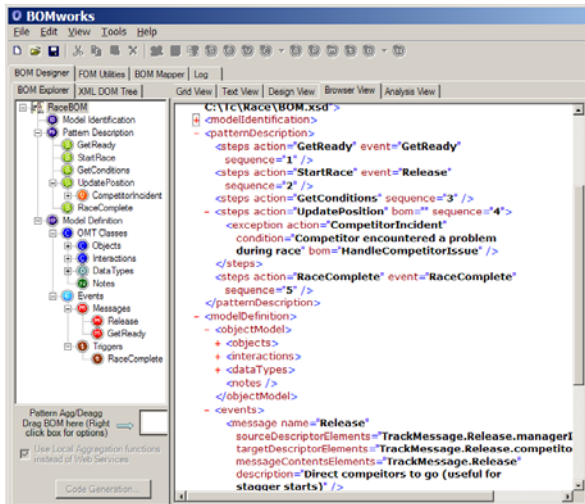 BOMworks
File Edit View Tools Help
BOM Designer FOM Utilities BOM Mapper Log
BOM Explorer XML DOM Tree Grid View Text View Design View Browser View Analysis View
RaceBOM
Model Identification
Pattern Description
GetReady
StartRace
GetConditions
UpdatePosition
CompetitorIncident
RaceComplete
Model Definition
OMT Classes
Objects
Interactions
DataTypes
Notes
Events
Messages
Release
GetReady
Triggers
RaceComplete
Pattern Agg/Deagg
Drag BOM here (Right
click box for options)
Use Local Aggregation functions
instead of Web Services
Code Generation...
C:\Tc\Race\BOM.xsd">
+ <modelIdentification>
- <patternDescription>
<steps action="GetReady" event="GetReady"
sequence="1" />
<steps action="StartRace" event="Release"
sequence="2" />
<steps action="GetConditions" sequence="3" />
- <steps action="UpdatePosition" bom="" sequence="4">
<exception action="CompetitorIncident"
condition="Competitor encountered a problem
during race" bom="HandleCompetitorIssue" />
</steps>
<steps action="RaceComplete" event="RaceComplete"
sequence="5" />
</patternDescription>
- <modelDefinition>
- <objectModel>
+ <objects>
+ <interactions>
+ <dataTypes>
<notes />
</objectModel>
- <events>
<message name="Release"
sourceDescriptorElements="TrackMessage.Release.managerI
targetDescriptorElements="TrackMessage.Release.competito
messageContentsElements="TrackMessage.Release"
description="Direct compeitors to go (useful for
stagger starts)" />